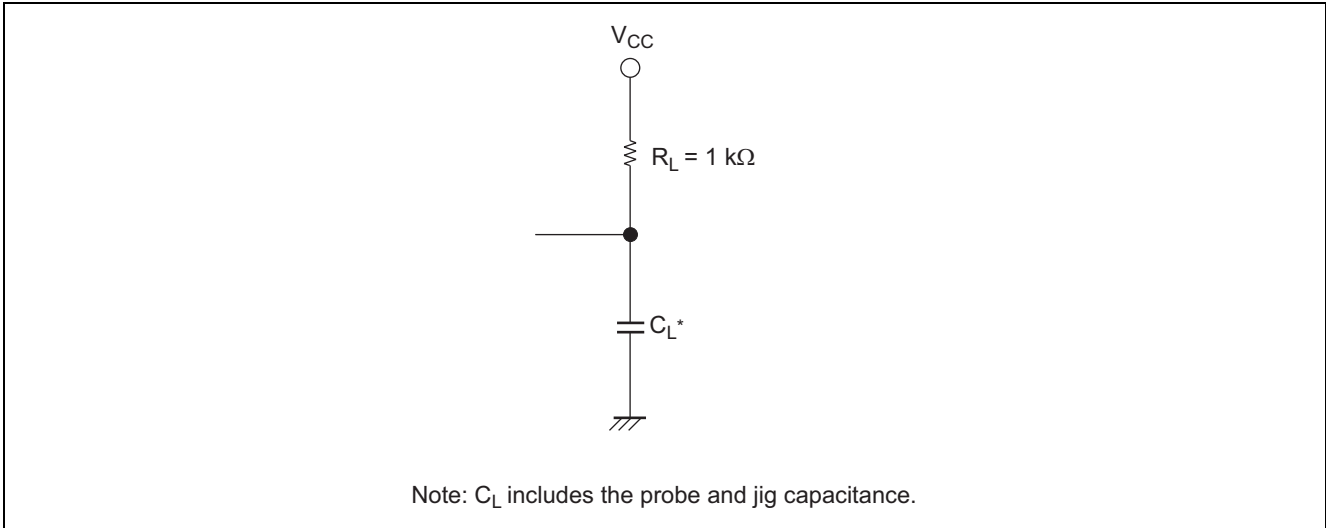 VCC
RL = 1 kΩ
CL*
Note: CL includes the probe and jig capacitance.